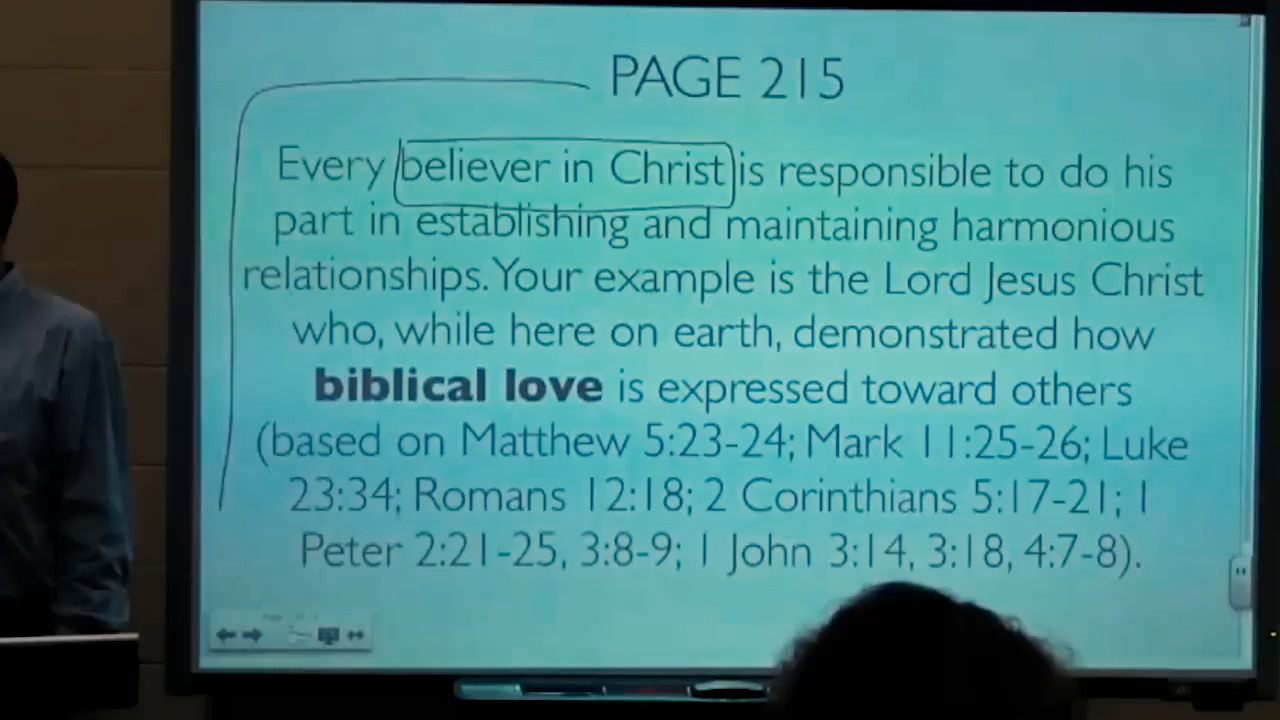 PAGE 215
Every believer in Christ is responsible to do his
part in establishing and maintaining harmonious
relationships. Your example is the Lord Jesus Christ
who, while here on earth, demonstrated how
biblical love is expressed toward others
(based on Matthew 5:23-24; Mark 11:25-26; Luke
23:34; Romans 12:18; 2 Corinthians 5:17-21; 1
Peter 2:21-25, 3:8-9; 1 John 3:14, 3:18, 4:7-8).